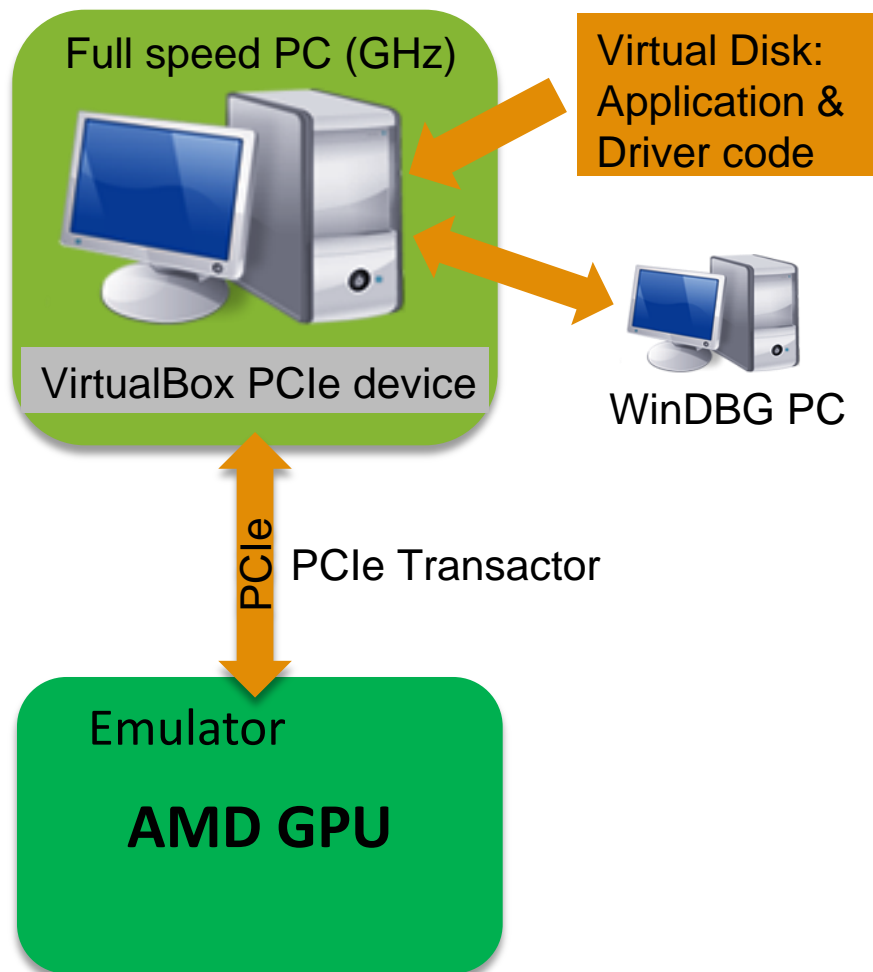 Full speed PC (GHz)
Virtual Disk:
Application &
Driver code
VirtualBox PCIe device
WinDBG PC
PCIe
PCIe Transactor
Emulator
AMD GPU